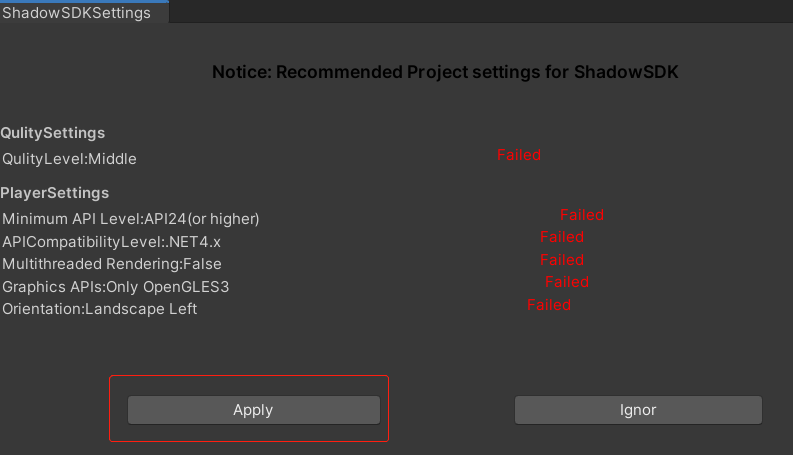 ShadowSDKSettings
Notice: Recommended Project settings for ShadowSDK
QulitySettings
QulityLevel:Middle Failed
PlayerSettings
Minimum API Level:API24(or higher) Failed
APICompatibilityLevel:.NET4.x Failed
Multithreaded Rendering:False Failed
Graphics APIs:Only OpenGLES3 Failed
Orientation:Landscape Left Failed
Apply Ignor